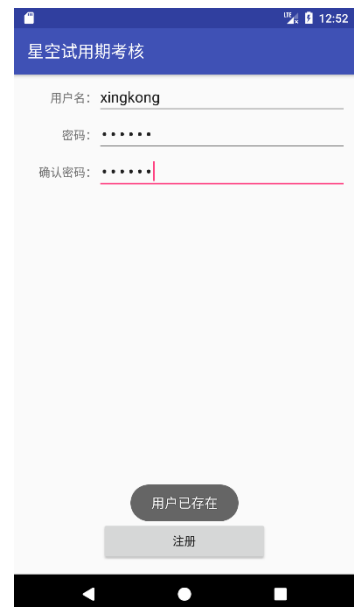 LTE 12:52
星空试用期考核
用户名: xingkong
密码: ••••••
确认密码: ••••••
用户已存在
注册